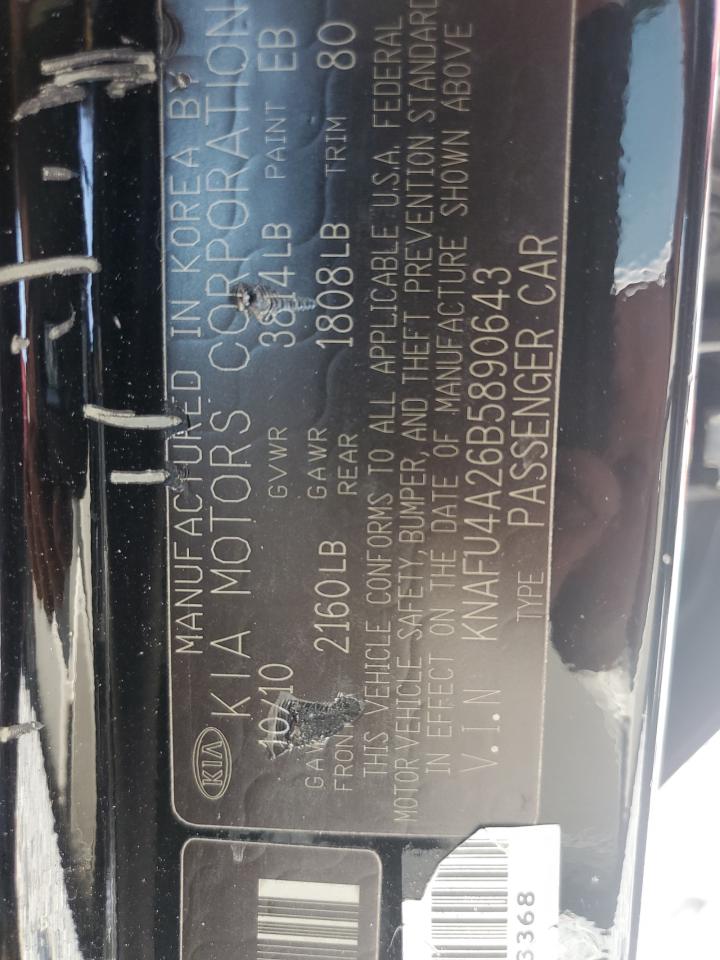 KIA
MANUFACTURED IN KOREA BY
KIA MOTORS CORPORATION
10/10 GVWR LB PAINT EB
GAWR FRONT 2160LB GAWR REAR 1808LB TRIM 80
THIS VEHICLE CONFORMS TO ALL APPLICABLE U.S.A. FEDERAL
MOTOR VEHICLE SAFETY, BUMPER, AND THEFT PREVENTION STANDARD
IN EFFECT ON THE DATE OF MANUFACTURE SHOWN ABOVE
V.I.N KNAFU4A26B5890643
TYPE PASSENGER CAR
3368